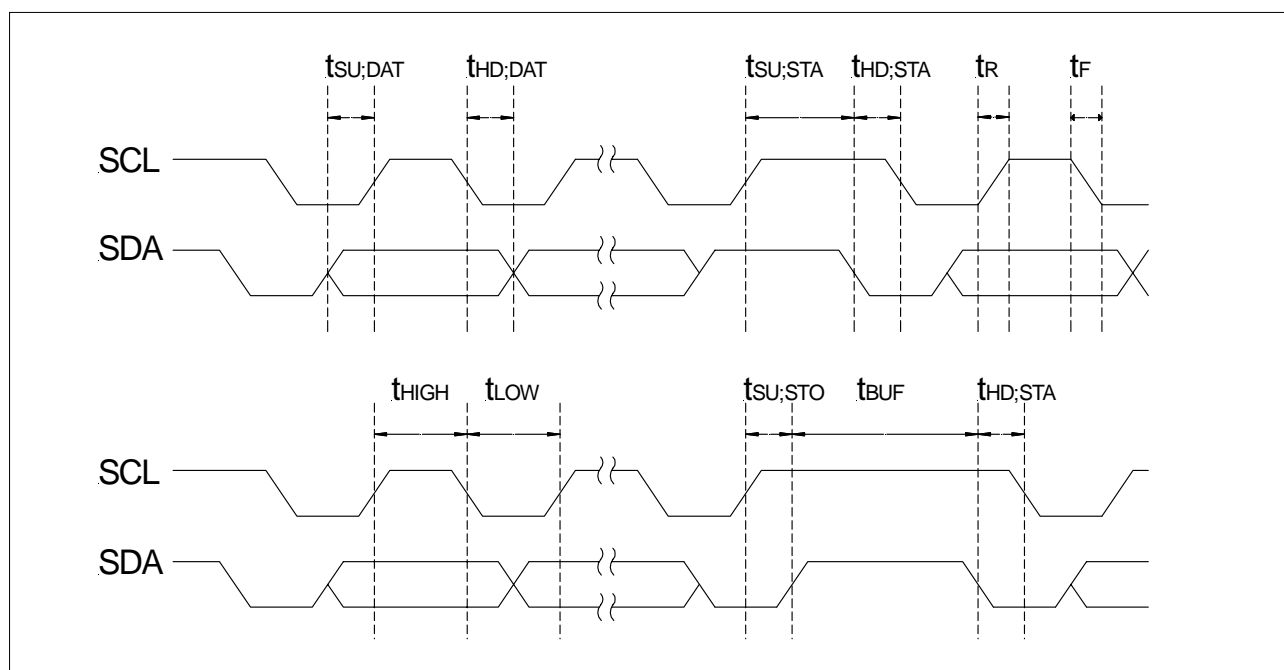 tSU;DAT tHD;DAT tSU;STA tHD;STA tR tF
SCL
SDA
tHIGH tLOW tSU;STO tBUF tHD;STA
SCL
SDA